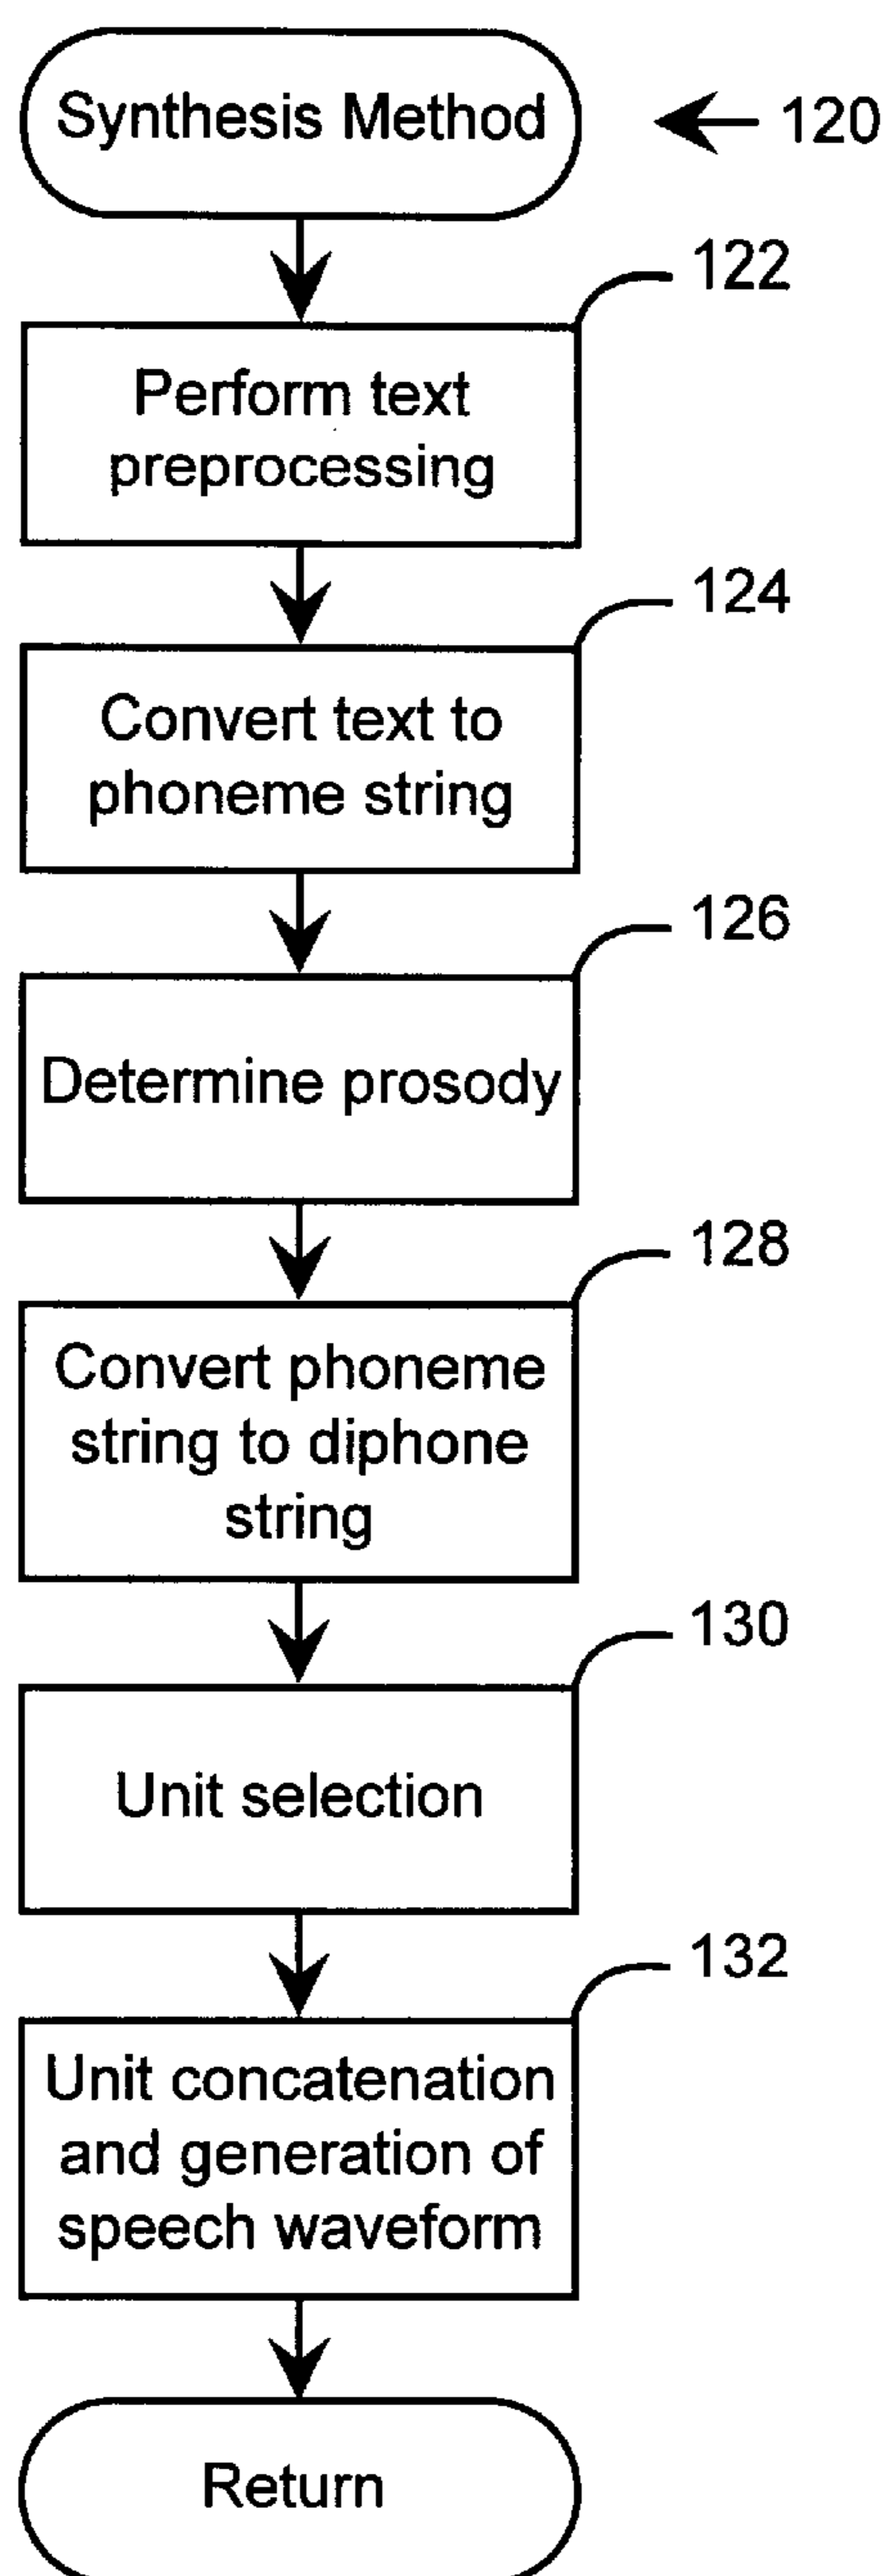 Synthesis Method
120
122
Perform text
preprocessing
124
Convert text to
phoneme string
126
Determine prosody
128
Convert phoneme
string to diphone
string
130
Unit selection
132
Unit concatenation
and generation of
speech waveform
Return